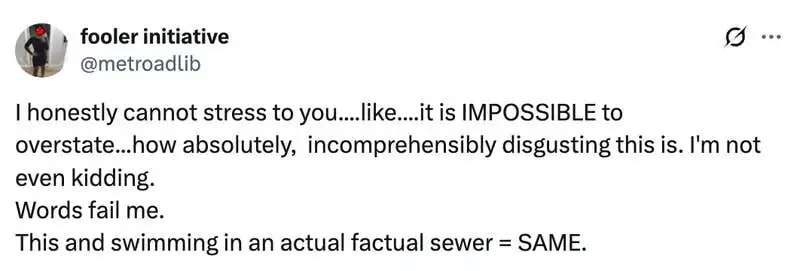 fooler initiative
@metroadlib
I honestly cannot stress to you....like....it is IMPOSSIBLE to
overstate...how absolutely,  incomprehensibly disgusting this is. I'm not
even kidding.
Words fail me.
This and swimming in an actual factual sewer = SAME.